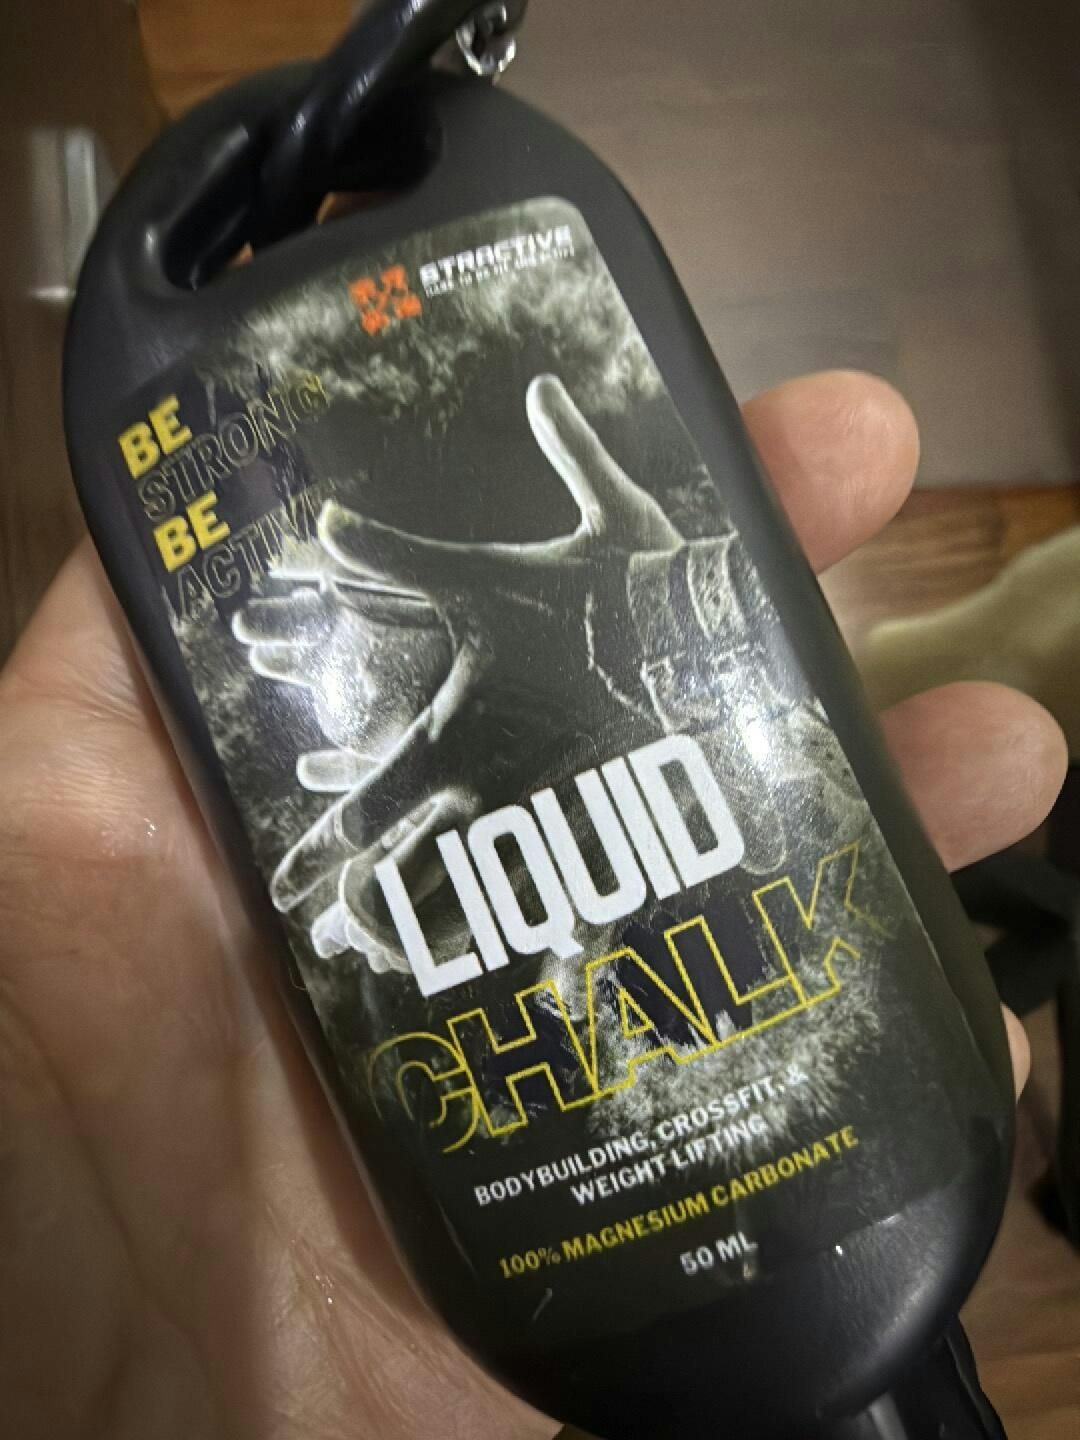 STRACTIVE
BE
STRONG
BE
ACTIVE
LIQUID
CHALK
BODYBUILDING, CROSSFIT, &
WEIGHT LIFTING
100% MAGNESIUM CARBONATE
50 ML